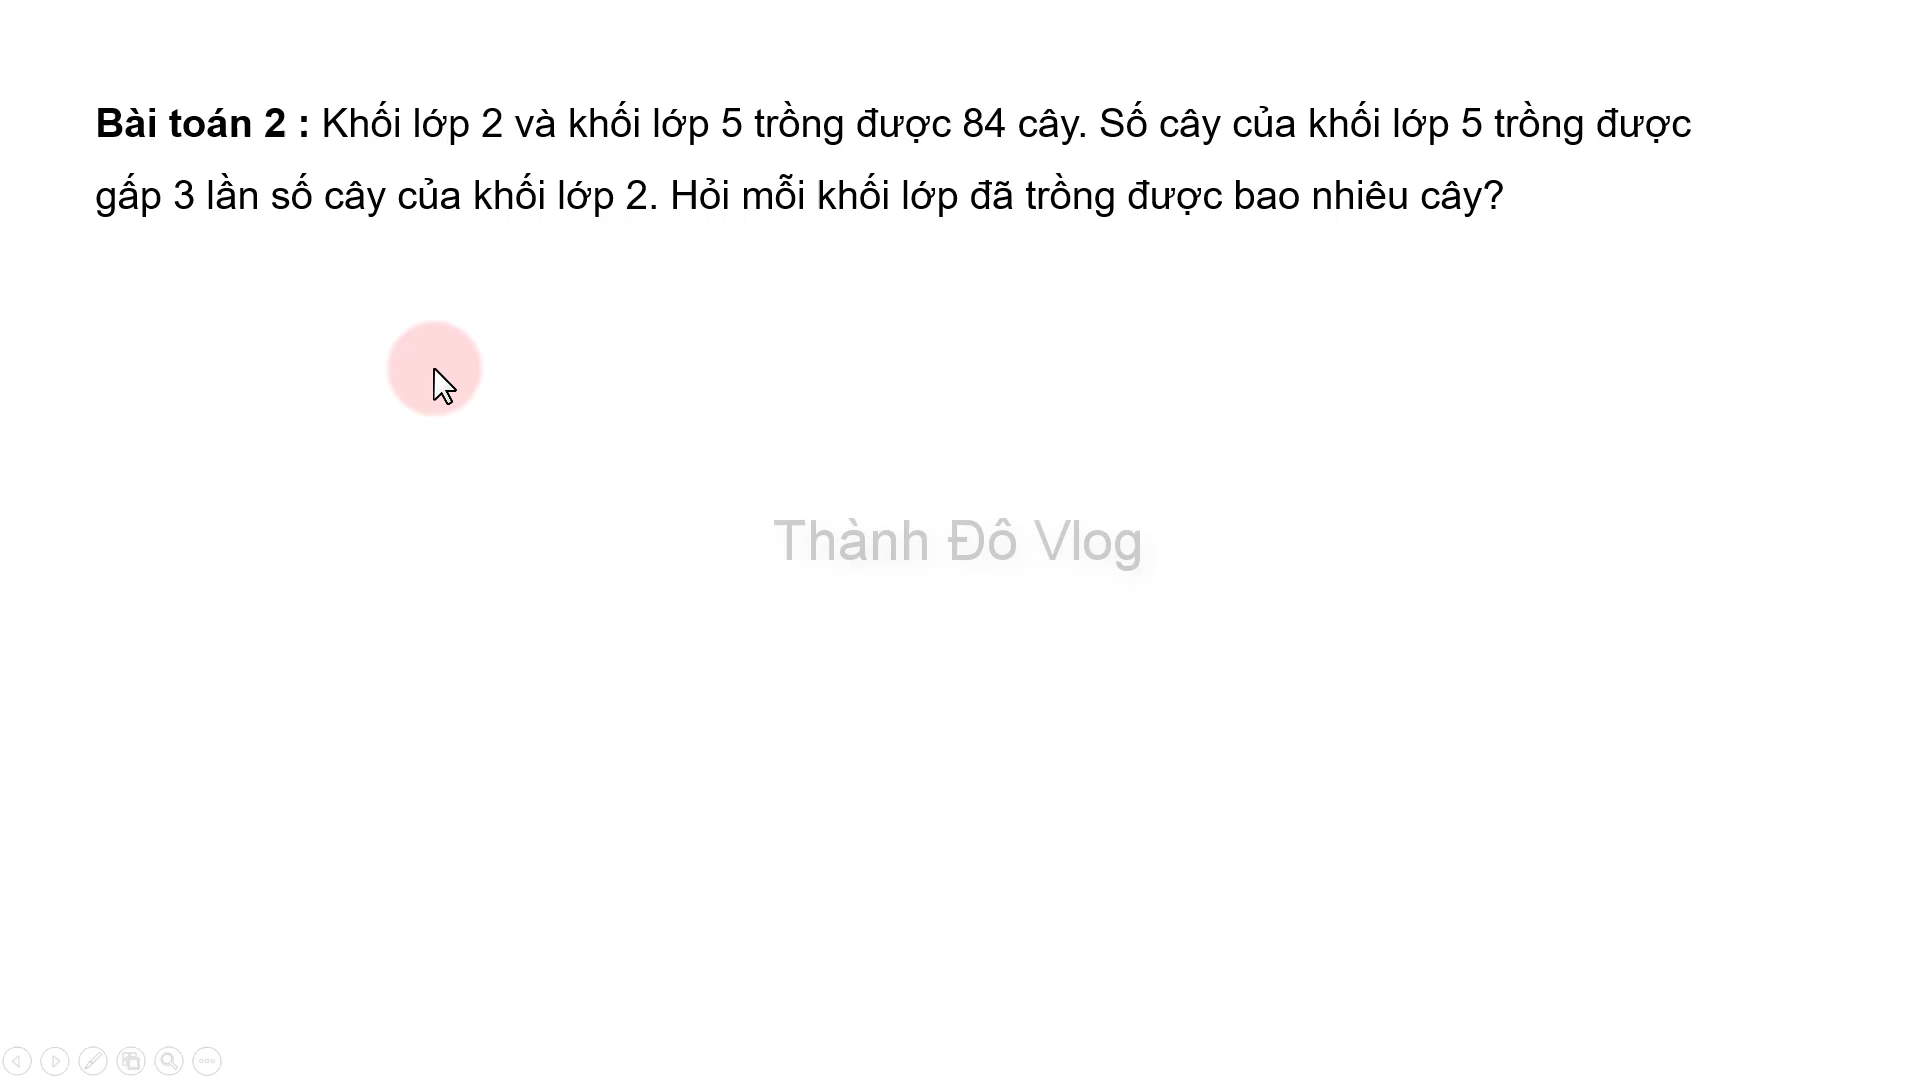 Bài toán 2 : Khối lớp 2 và khối lớp 5 trồng được 84 cây. Số cây của khối lớp 5 trồng được
gấp 3 lần số cây của khối lớp 2. Hỏi mỗi khối lớp đã trồng được bao nhiêu cây?
Thành Đô Vlog